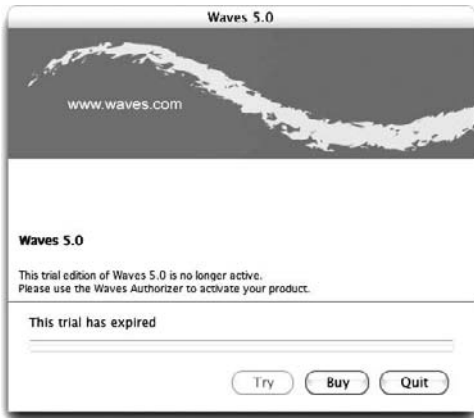 Waves 5.0
www.waves.com
Waves 5.0
This trial edition of Waves 5.0 is no longer active.
Please use the Waves Authorizer to activate your product.
This trial has expired
Try Buy Quit